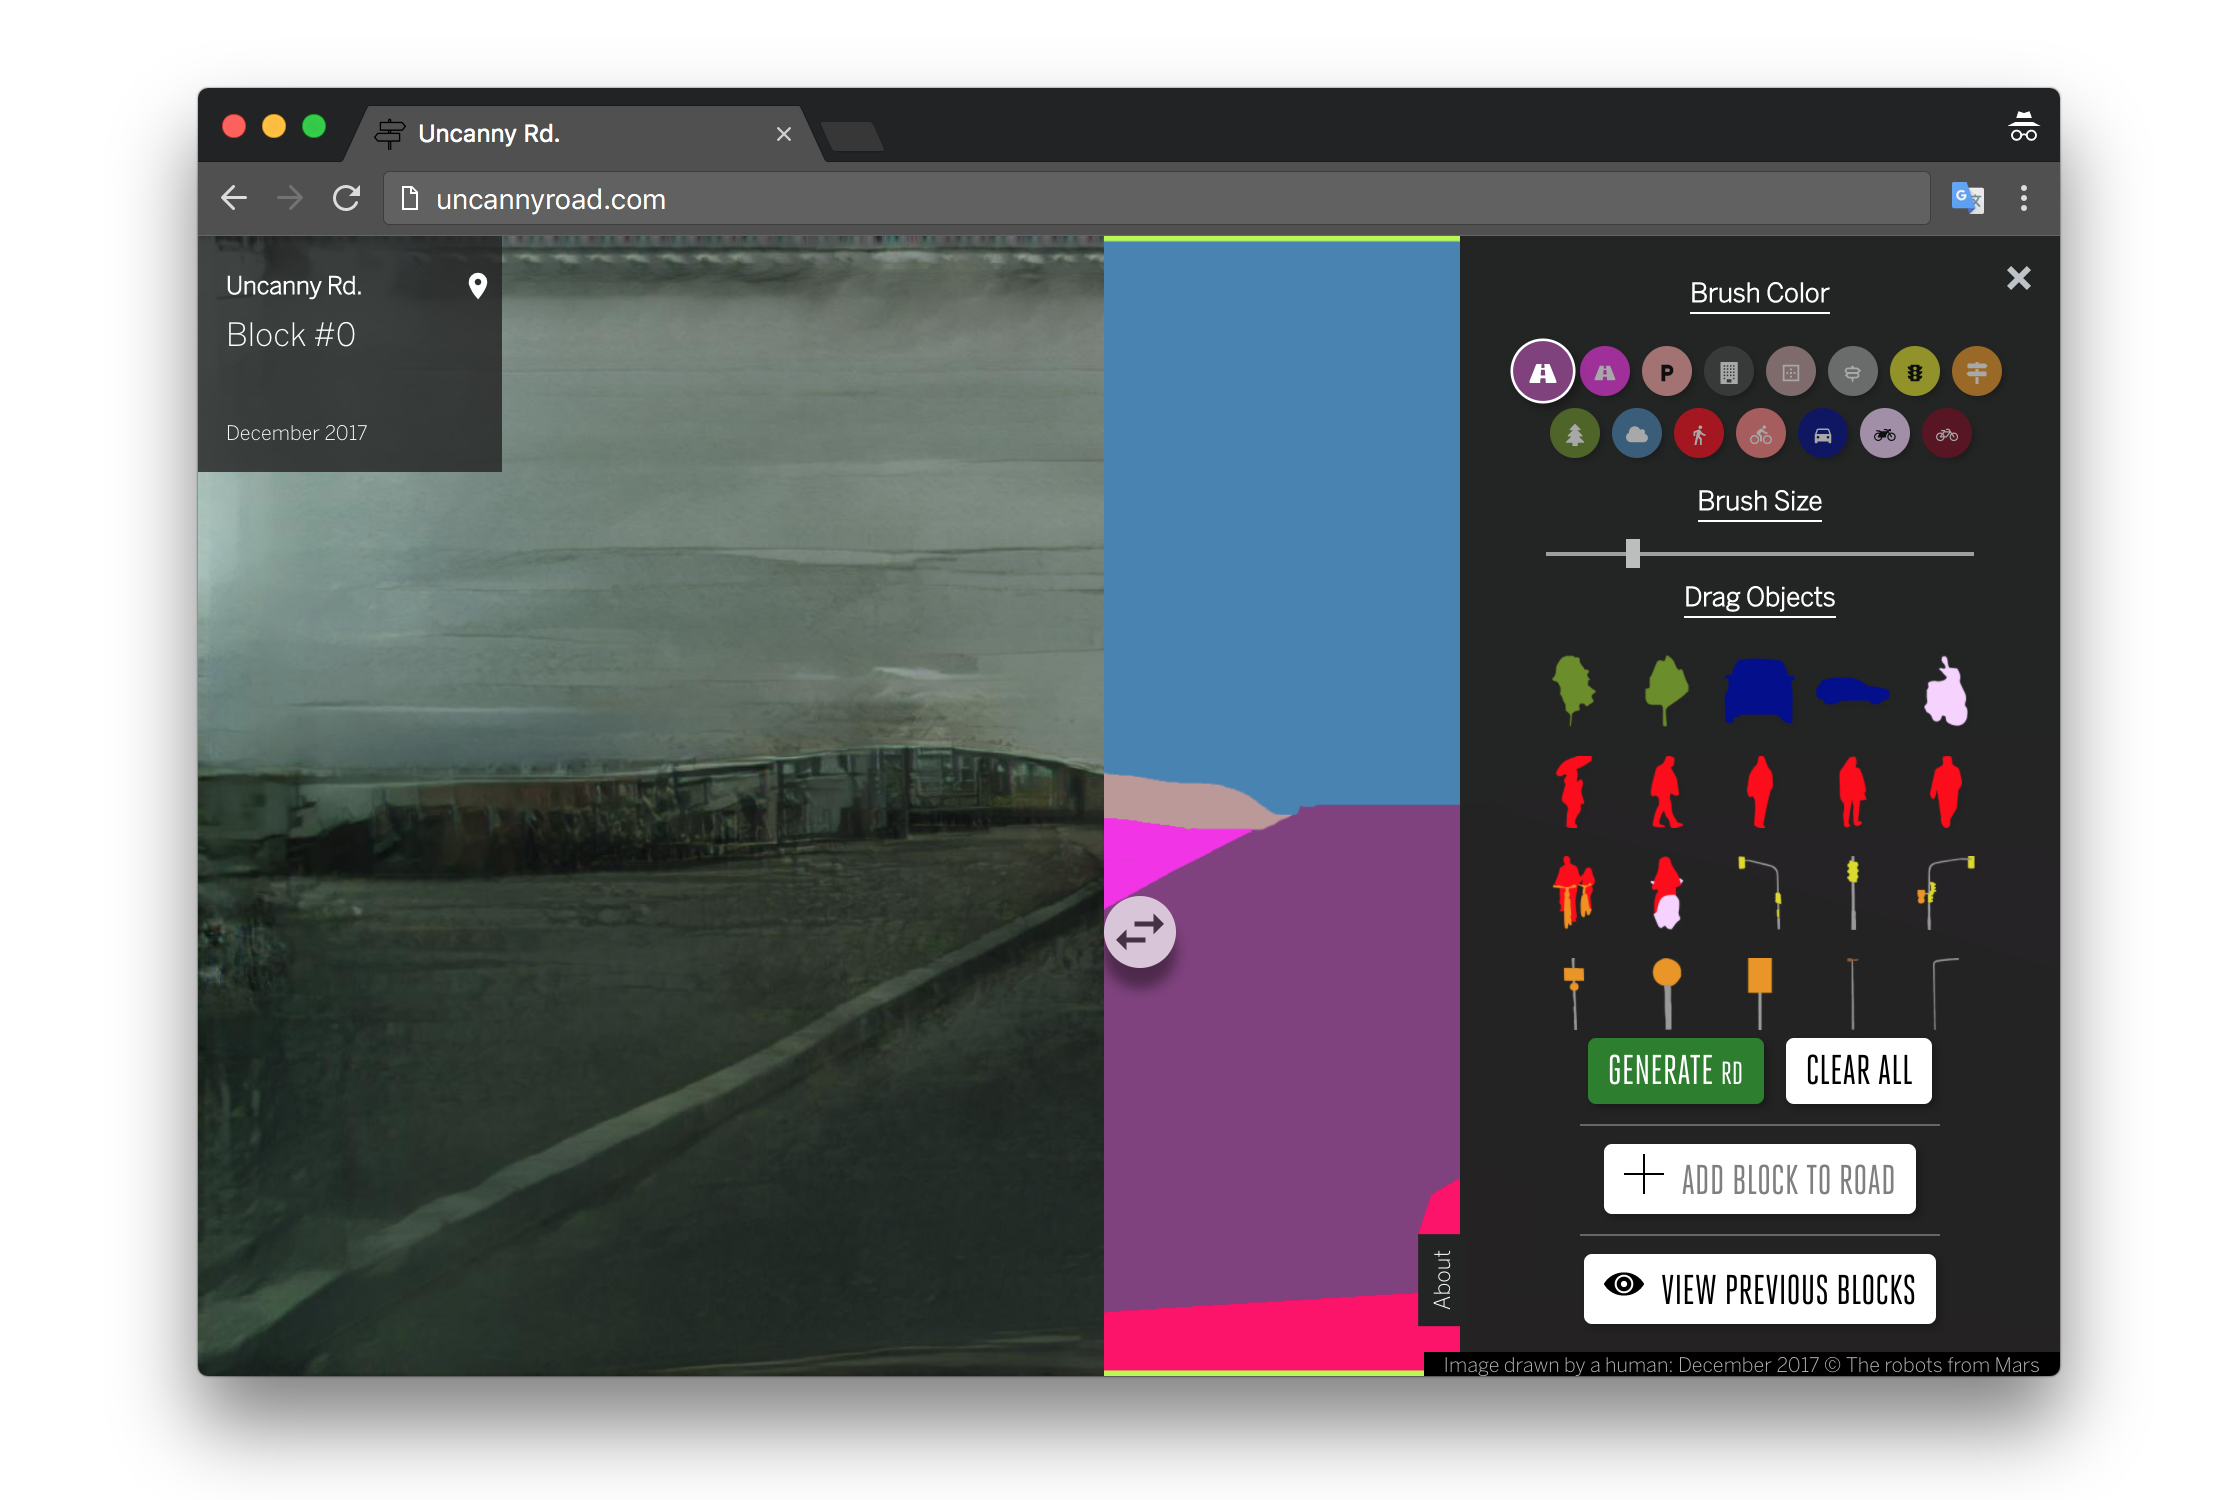 Uncanny Rd.
uncannyroad.com
Uncanny Rd.
Block #0
December 2017
Brush Color
P
Brush Size
Drag Objects
GENERATE RD
CLEAR ALL
ADD BLOCK TO ROAD
VIEW PREVIOUS BLOCKS
About
Image drawn by a human: December 2017 © The robots from Mars